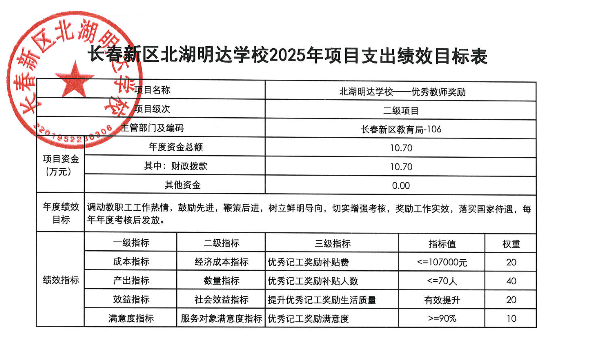 长春新区北湖明达学校2025年项目支出绩效目标表
长春新区北湖明达学校
项目名称 北湖明达学校——优秀教师奖励
项目级次 二级项目
主管部门及编码 长春新区教育局-106
项目资金（万元） 年度资金总额 10.70
其中：财政拨款 10.70
其他资金 0.00
年度绩效目标 调动教职工工作热情，鼓励先进，鞭策后进，树立鲜明导向，切实增强考核，奖励工作实效，落实国家待遇，每
年年度考核后发放。
绩效指标 一级指标 二级指标 三级指标 指标值 权重
成本指标 经济成本指标 优秀记工奖励补贴费 <=107000元 20
产出指标 数量指标 优秀记工奖励补贴人数 <=70人 40
效益指标 社会效益指标 提升优秀记工奖励生活质量 有效提升 20
满意度指标 服务对象满意度指标 优秀记工奖励满意度 >=90% 10